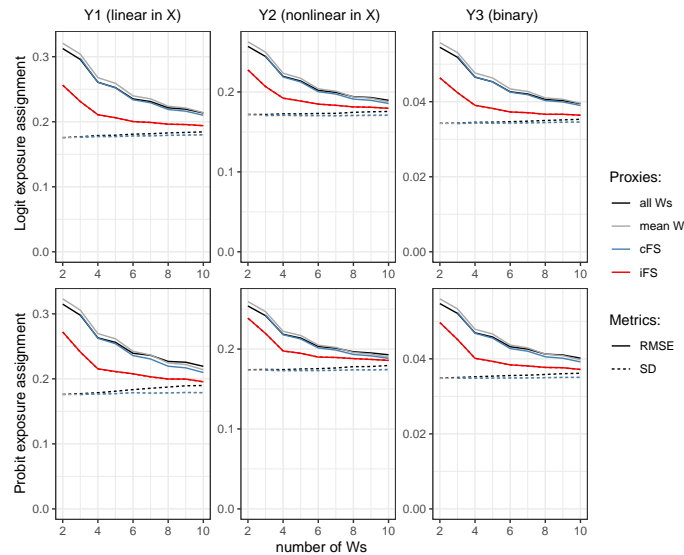 Y1 (linear in X)
Y2 (nonlinear in X)
Y3 (binary)
Logit exposure assignment
0.3
0.2
0.1
0.0
2 4 6 8 10
0.2
0.1
0.0
2 4 6 8 10
0.04
0.02
0.00
2 4 6 8 10
Probit exposure assignment
0.3
0.2
0.1
0.0
2 4 6 8 10
0.2
0.1
0.0
2 4 6 8 10
0.04
0.02
0.00
2 4 6 8 10
number of Ws
Proxies:
all Ws
mean W
cFS
iFS
Metrics:
RMSE
SD